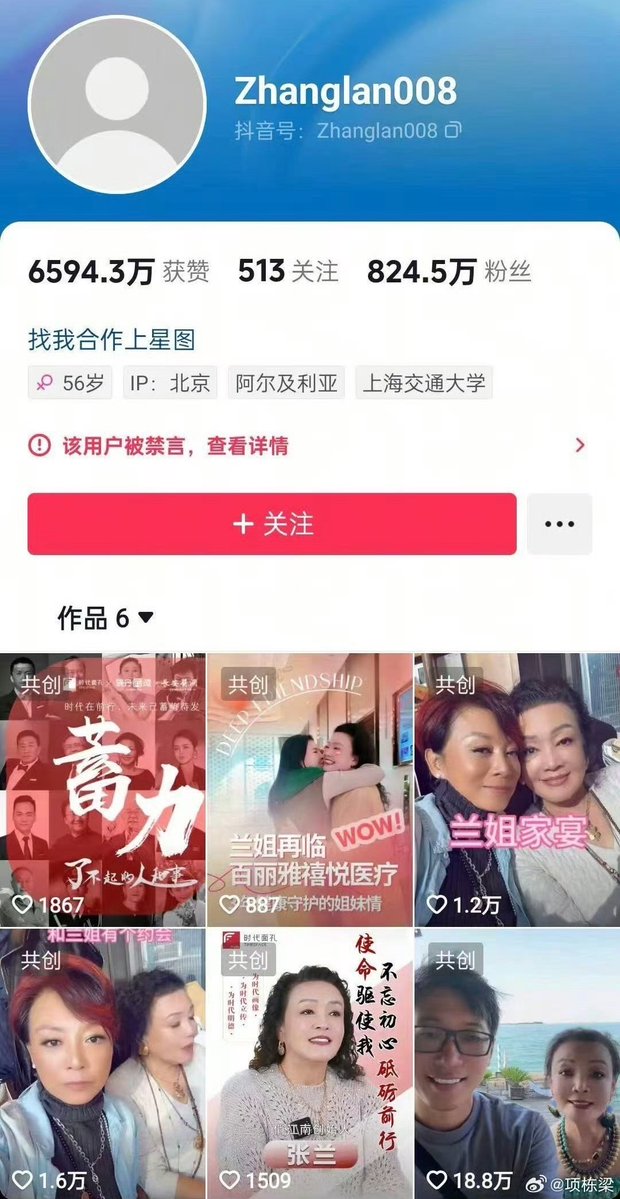 Zhanglan008
抖音号：Zhanglan008
6594.3万 获赞 513 关注 824.5万 粉丝
找我合作上星图
56岁 IP：北京 阿尔及利亚 上海交通大学
该用户被禁言，查看详情
+ 关注
作品 6
共创
时代面孔
时代在前行、未来已蓄势待发
蓄力
了不起的人和事
1867
共创
DEEP FRIENDSHIP
WOW!
兰姐再临
百丽雅禧悦医疗
康守护的姐妹情
887
共创
兰姐家宴
1.2万
和兰姐有个约会
共创
1.6万
时代面孔
共创
为时代画像
为时代立传
为时代明德
使命驱使我
不忘初心
砥砺前行
张兰
1509
共创
18.8万
@项栋梁